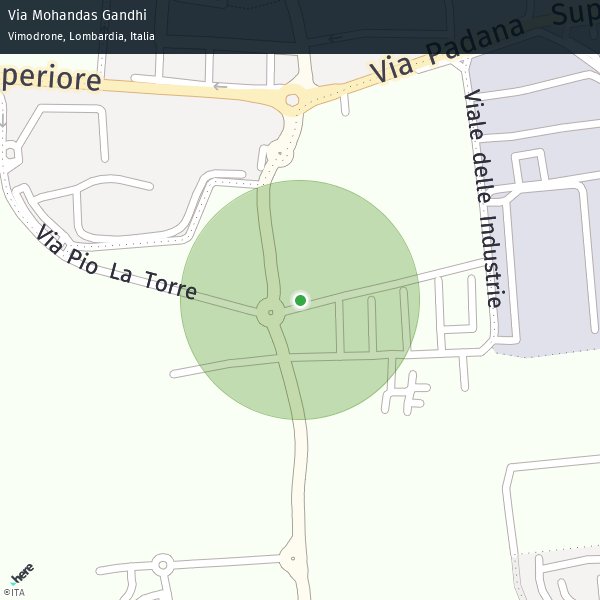 Via Mohandas Gandhi
Vimodrone, Lombardia, Italia
Via Padana Sup
periore
Viale delle Industrie
Via Pio La Torre
here
©ITA